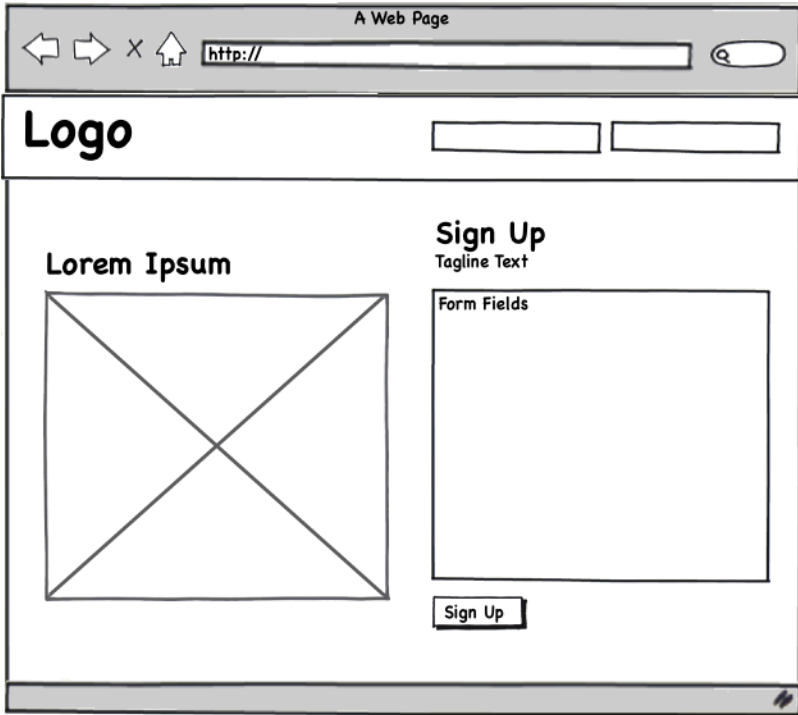 A Web Page
http://
Logo
Lorem Ipsum
Sign Up
Tagline Text
Form Fields
Sign Up